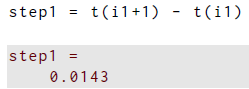 step1 = t(i1+1) - t(i1)
step1 =
0.0143